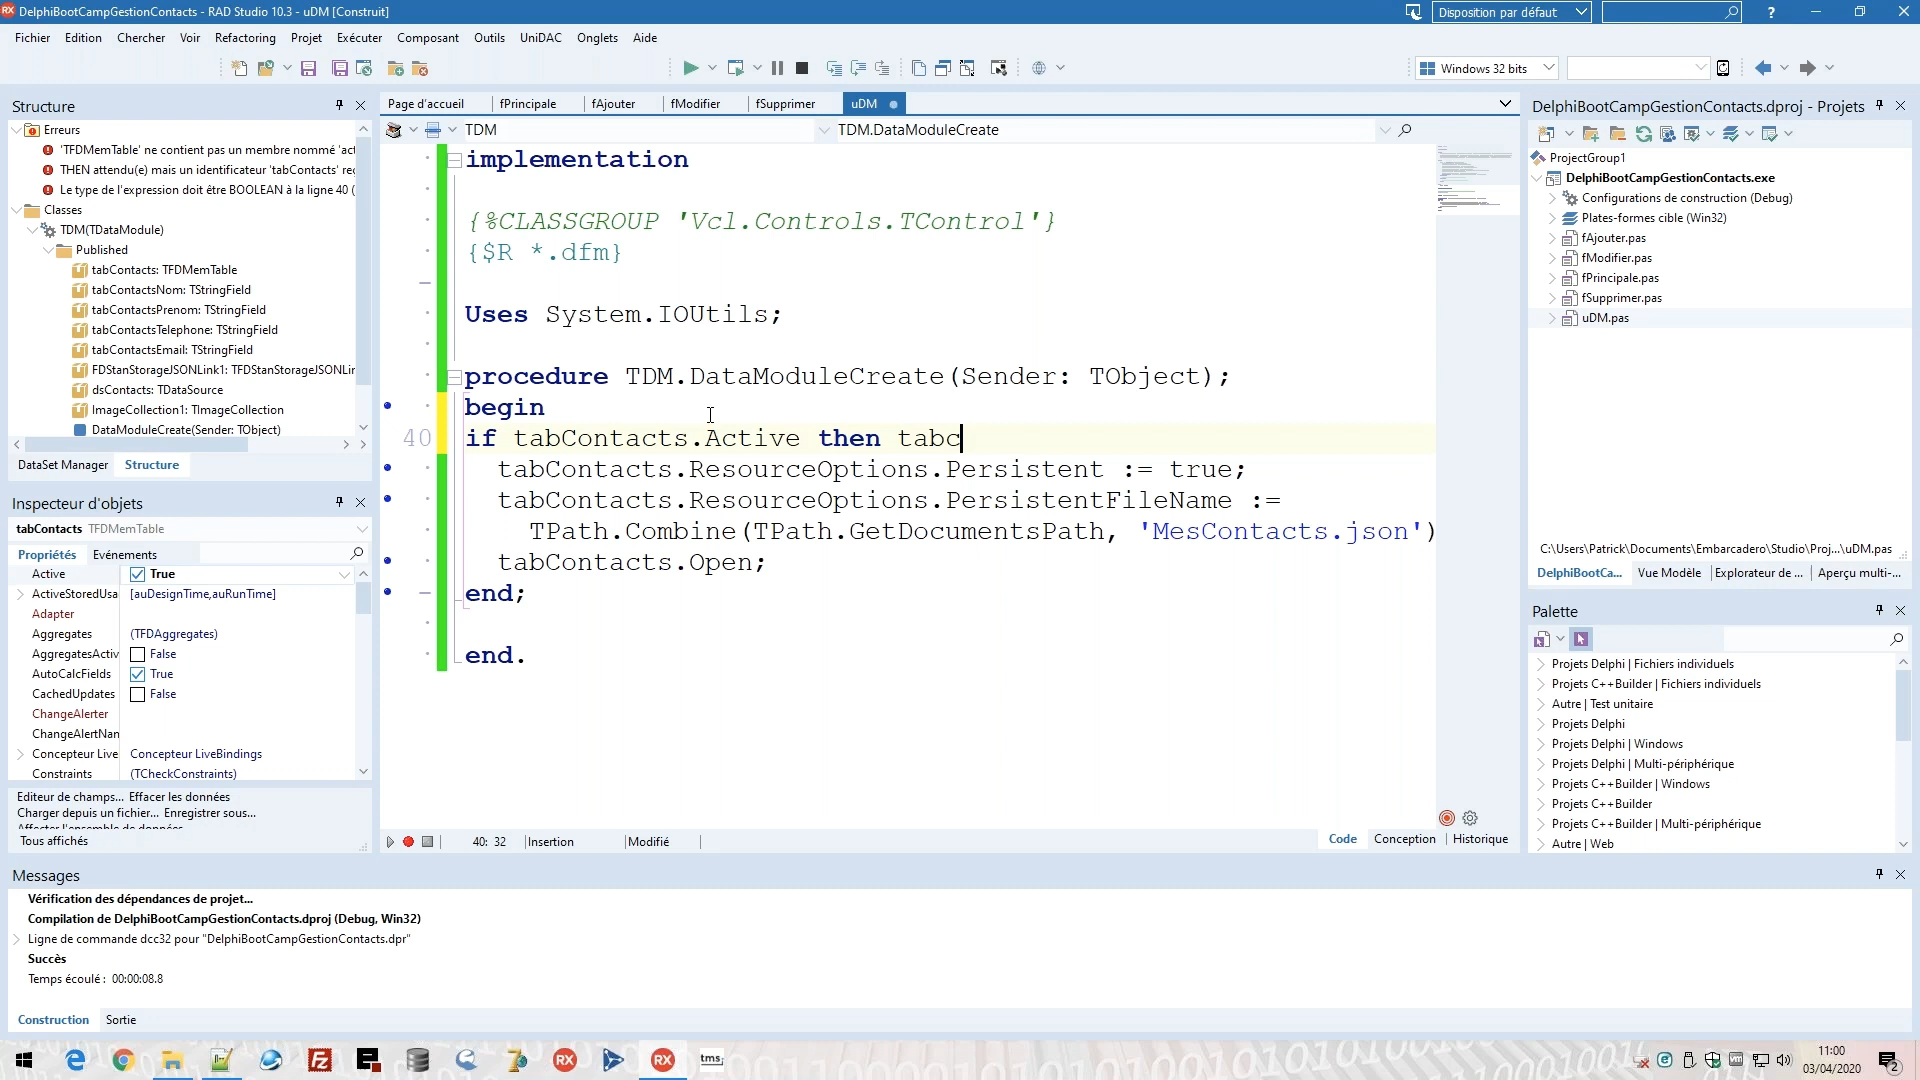 DelphiBootCampGestionContacts - RAD Studio 10.3 - uDM [Construit]
Disposition par défaut
Fichier Edition Chercher Voir Refactoring Projet Exécuter Composant Outils UniDAC Onglets Aide
Windows 32 bits
Structure
Erreurs
'TFDMemTable' ne contient pas un membre nommé 'act
THEN attendu(e) mais un identificateur 'tabContacts' re
Le type de l'expression doit être BOOLEAN à la ligne 40 (
Classes
TDM(TDataModule)
Published
tabContacts: TFDMemTable
tabContactsNom: TStringField
tabContactsPrenom: TStringField
tabContactsTelephone: TStringField
tabContactsEmail: TStringField
FDStanStorageJSONLink1: TFDStanStorageJSONLir
dsContacts: TDataSource
ImageCollection1: TImageCollection
DataModuleCreate(Sender: TObject)
DataSet Manager Structure
Inspecteur d'objets
tabContacts TFDMemTable
Propriétés Evénements
Active True
ActiveStoredUsa [auDesignTime,auRunTime]
Adapter
Aggregates (TFDAggregates)
AggregatesActiv False
AutoCalcFields True
CachedUpdates False
ChangeAlerter
ChangeAlertNan
Concepteur Live Concepteur LiveBindings
Constraints (TCheckConstraints)
Editeur de champs... Effacer les données
Charger depuis un fichier... Enregistrer sous...
Affecter l'ensemble de données
Tous affichés
Page d'accueil fPrincipale fAjouter fModifier fSupprimer uDM
TDM TDM.DataModuleCreate
implementation
{%CLASSGROUP 'Vcl.Controls.TControl'}
{$R *.dfm}
Uses System.IOUtils;
procedure TDM.DataModuleCreate(Sender: TObject);
begin
40 if tabContacts.Active then tabc
tabContacts.ResourceOptions.Persistent := true;
tabContacts.ResourceOptions.PersistentFileName :=
TPath.Combine(TPath.GetDocumentsPath, 'MesContacts.json')
tabContacts.Open;
end;
end.
40: 32 Insertion Modifié
Code Conception Historique
DelphiBootCampGestionContacts.dproj - Projets
ProjectGroup1
DelphiBootCampGestionContacts.exe
Configurations de construction (Debug)
Plates-formes cible (Win32)
fAjouter.pas
fModifier.pas
fPrincipale.pas
fSupprimer.pas
uDM.pas
C:\Users\Patrick\Documents\Embarcadero\Studio\Proj...\uDM.pas
DelphiBootCa... Vue Modèle Explorateur de ... Aperçu multi-...
Palette
Projets Delphi | Fichiers individuels
Projets C++Builder | Fichiers individuels
Autre | Test unitaire
Projets Delphi
Projets Delphi | Windows
Projets Delphi | Multi-périphérique
Projets C++Builder | Windows
Projets C++Builder
Projets C++Builder | Multi-périphérique
Autre | Web
Messages
Vérification des dépendances de projet...
Compilation de DelphiBootCampGestionContacts.dproj (Debug, Win32)
Ligne de commande dcc32 pour "DelphiBootCampGestionContacts.dpr"
Succès
Temps écoulé : 00:00:08.8
Construction Sortie
RX
RX
tms
11:00
03/04/2020
2